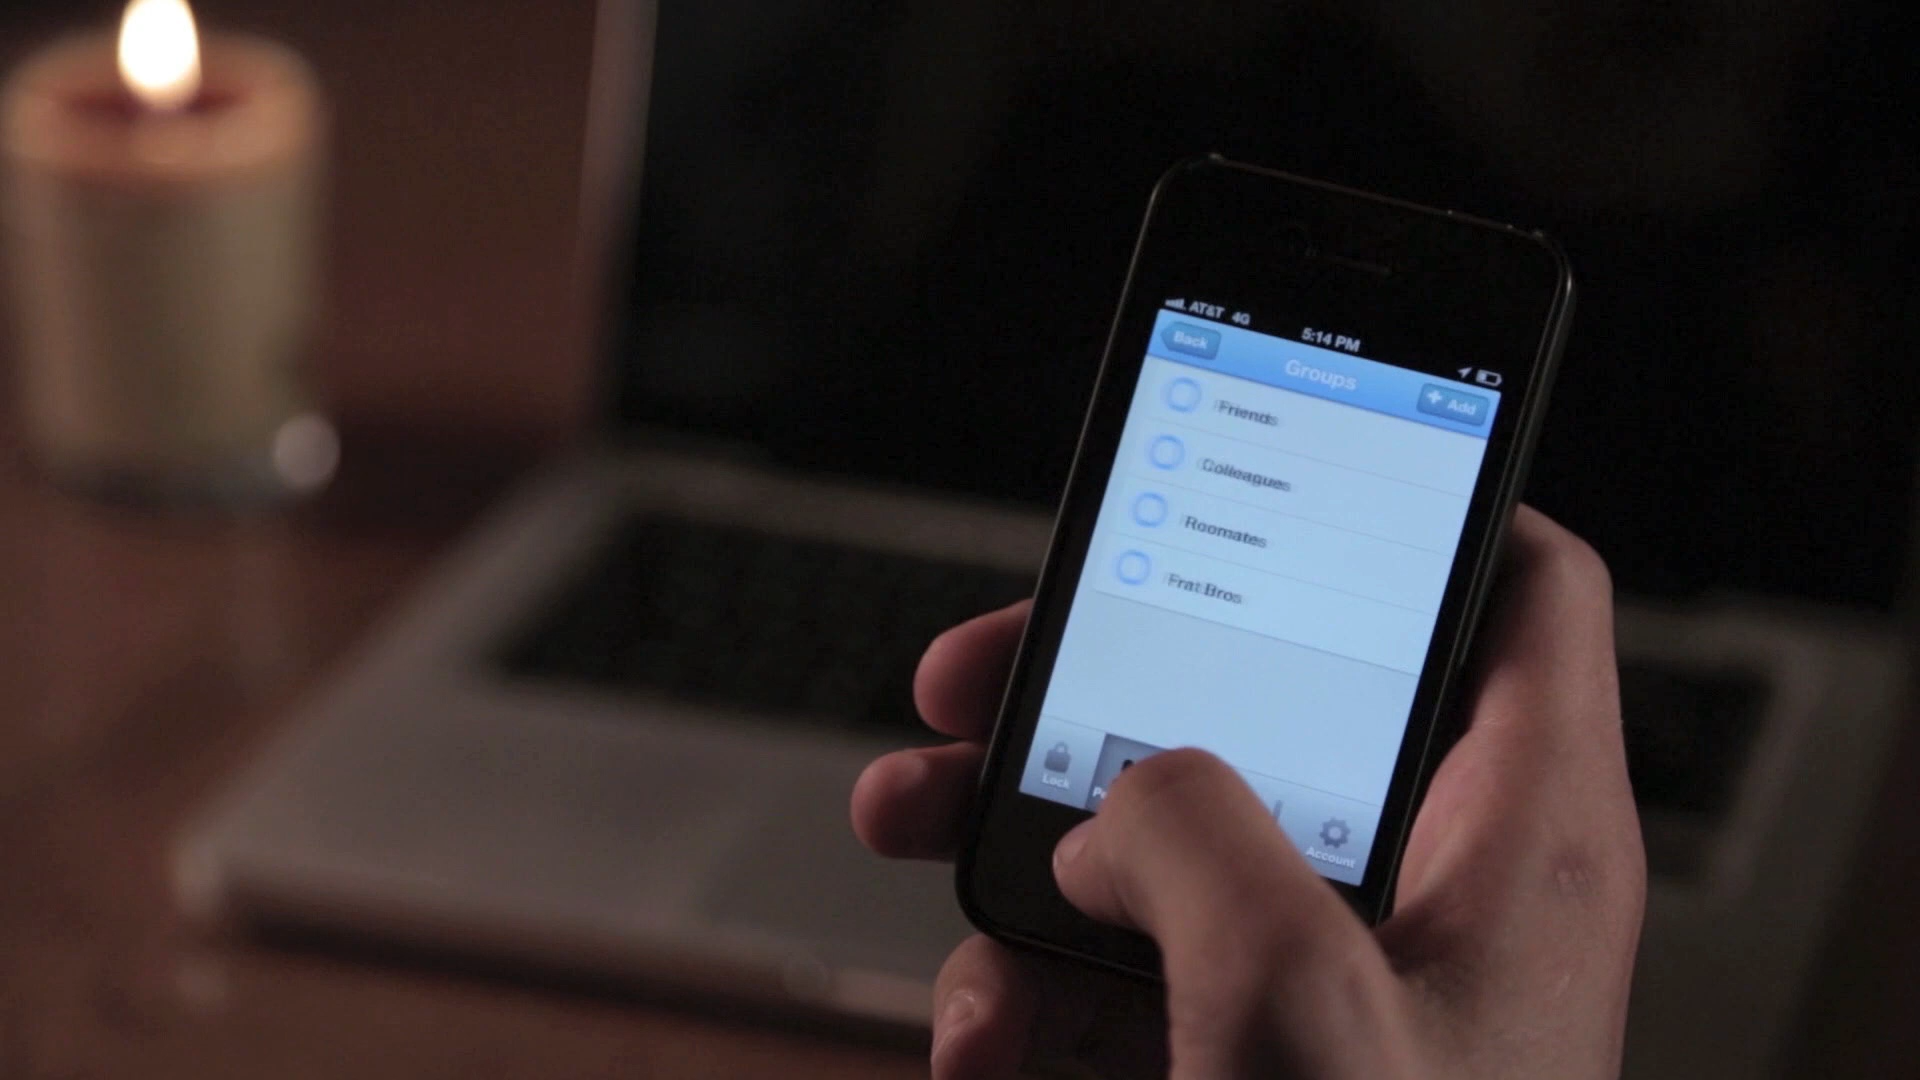 AT&T 4G
5:14 PM
Back
Groups
Add
Friends
Colleagues
Roomates
Frat Bros
Lock
Account